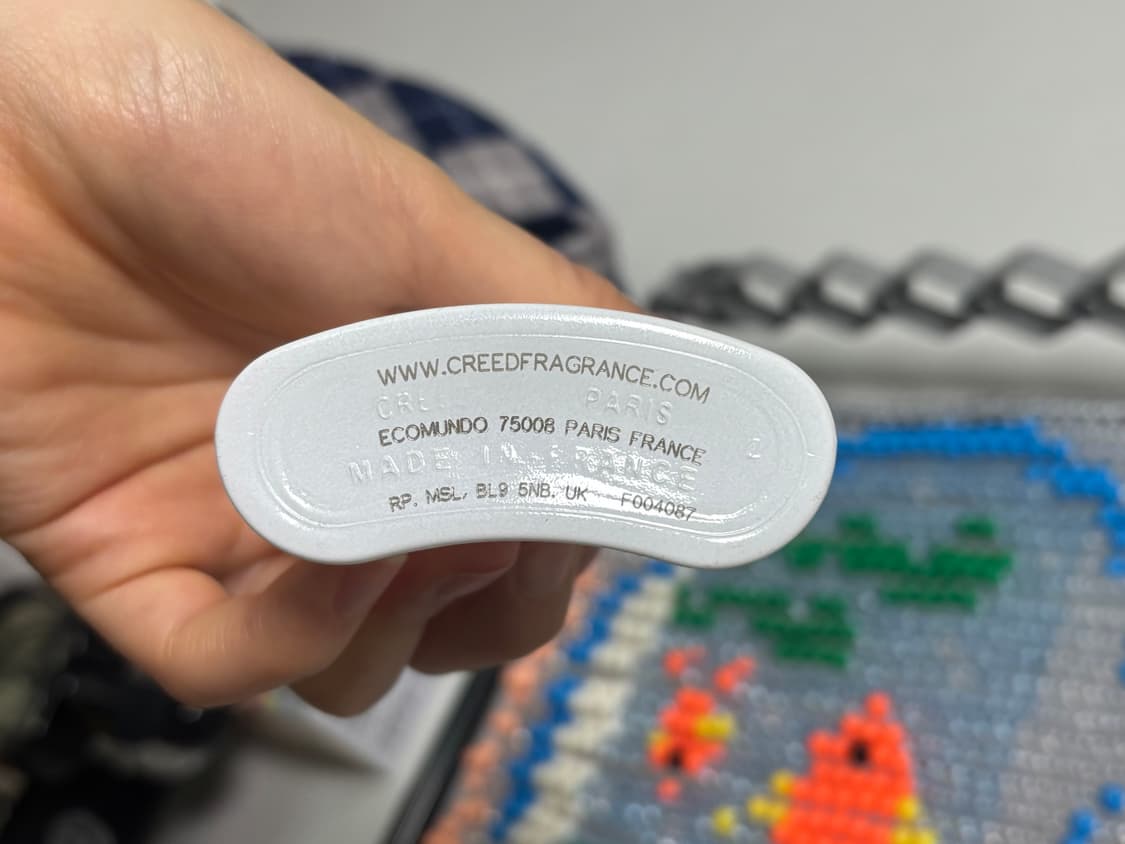 WWW.CREEDFRAGRANCE.COM
PARIS
ECOMUNDO 75008 PARIS FRANCE
MADE IN FRANCE
RP. MSL, BL9 5NB. UK F004087